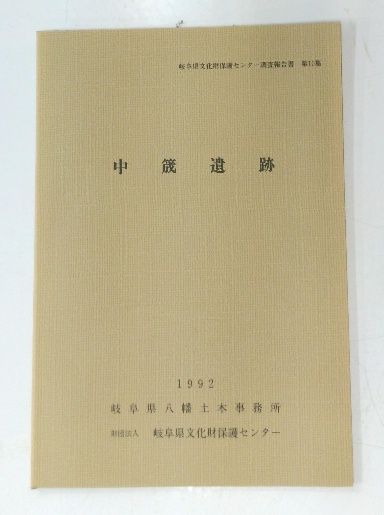 岐阜県文化財保護センター調査報告書 第10集
中筬遺跡
1992
岐阜県八幡土木事務所
財団法人 岐阜県文化財保護センター